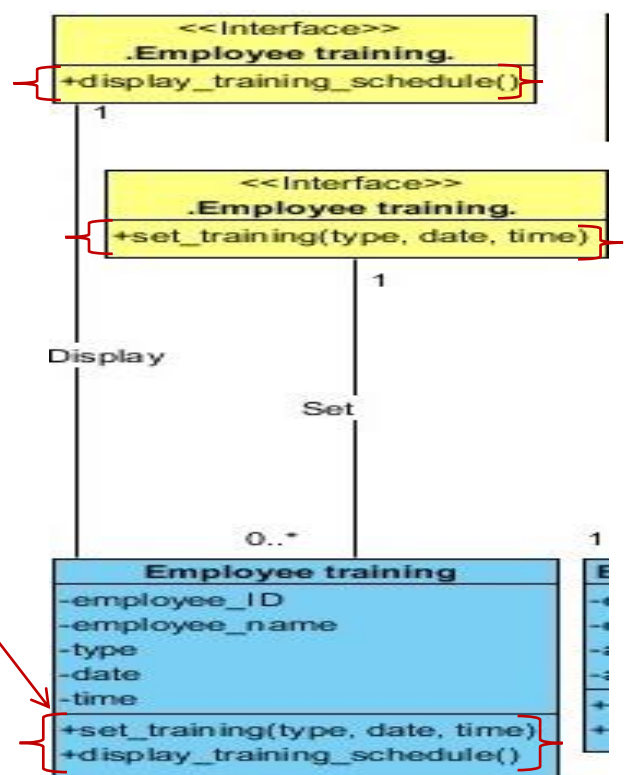 <<Interface>>
.Employee training.
+display_training_schedule()
1
<<Interface>>
.Employee training.
+set_training(type, date, time)
1
Display
Set
0..*
1
Employee training
-employee_ID
-employee_name
-type
-date
-time
+set_training(type, date, time)
+display_training_schedule()